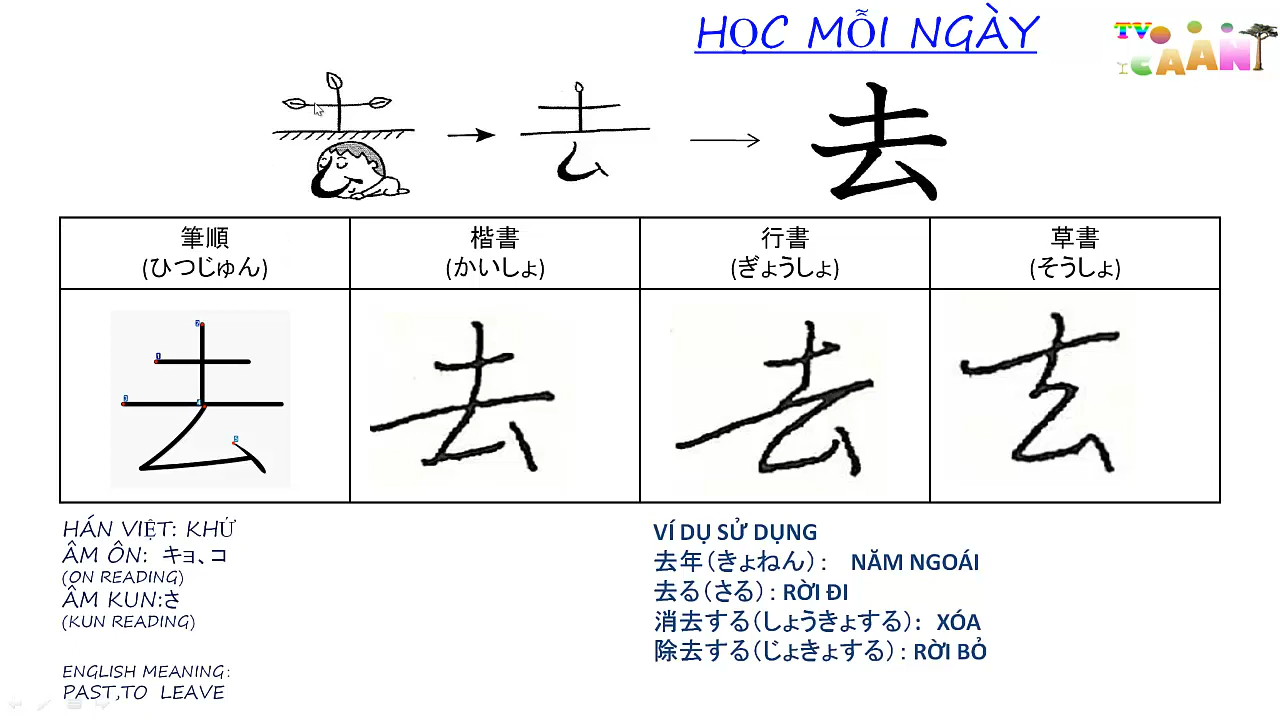 HỌC MỖI NGÀY
TV
CAAN
去
筆順
(ひつじゅん)
楷書
(かいしょ)
行書
(ぎょうしょ)
草書
(そうしょ)
去
去
去
去
HÁN VIỆT: KHỨ
ÂM ÔN: キョ、コ
(ON READING)
ÂM KUN:さ
(KUN READING)
ENGLISH MEANING:
PAST,TO LEAVE
VÍ DỤ SỬ DỤNG
去年(きょねん): NĂM NGOÁI
去る(さる): RỜI ĐI
消去する(しょうきょする): XÓA
除去する(じょきょする): RỜI BỎ